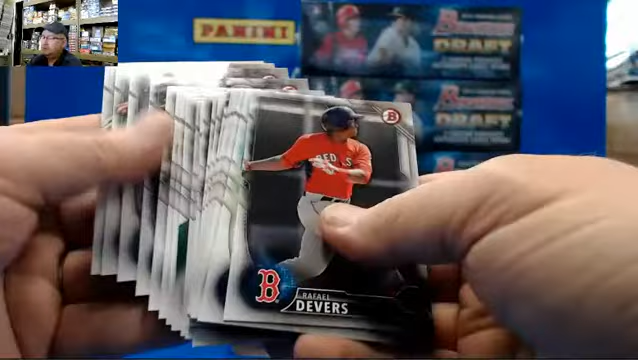 PANINI
BOWMAN
DRAFT
BOWMAN
DRAFT
B
RED SOX
B
RAFAEL
DEVERS